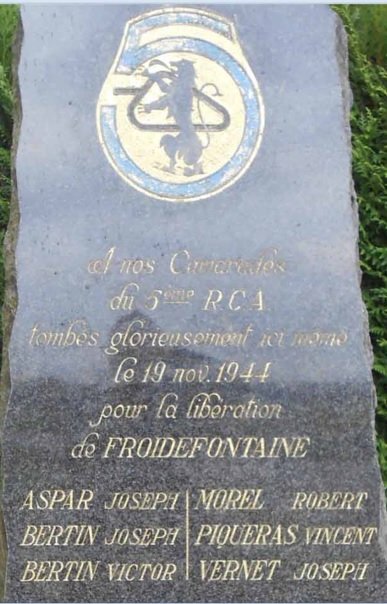 5
A nos Camarades
du 5ème R.C.A.
tombés glorieusement ici même
le 19 nov. 1944
pour la libération
de FROIDEFONTAINE
ASPAR JOSEPH
BERTIN JOSEPH
BERTIN VICTOR
MOREL ROBERT
PIQUERAS VINCENT
VERNET JOSEPH